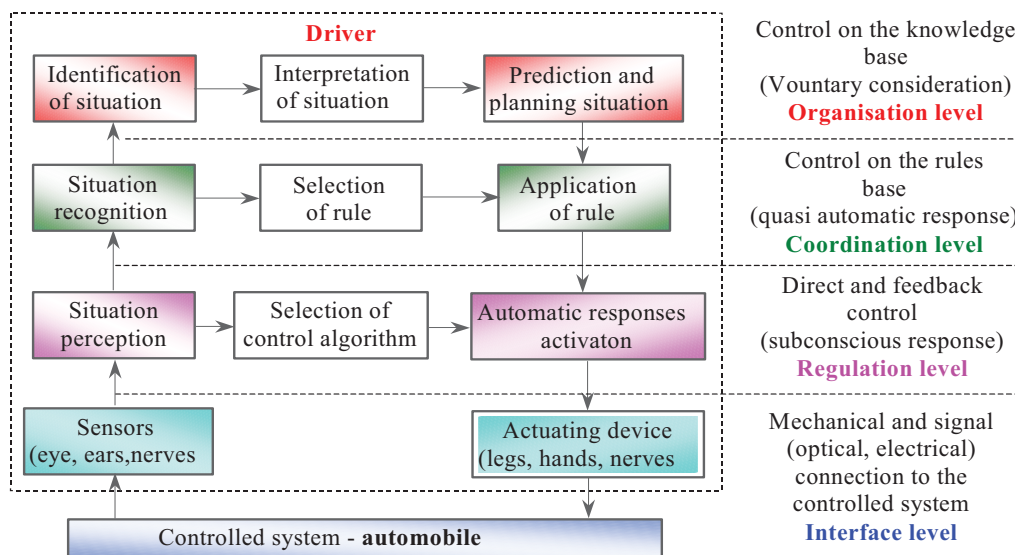 Driver
Identification
of situation
Interpretation
of situation
Prediction and
planning situation
Control on the knowledge
base
(Vountary consideration)
Organisation level
Situation
recognition
Selection
of rule
Application
of rule
Control on the rules
base
(quasi automatic response)
Coordination level
Situation
perception
Selection of
control algorithm
Automatic responses
activaton
Direct and feedback
control
(subconscious response)
Regulation level
Sensors
(eye, ears,nerves
Actuating device
(legs, hands, nerves
Mechanical and signal
(optical, electrical)
connection to the
controlled system
Interface level
Controlled system - automobile